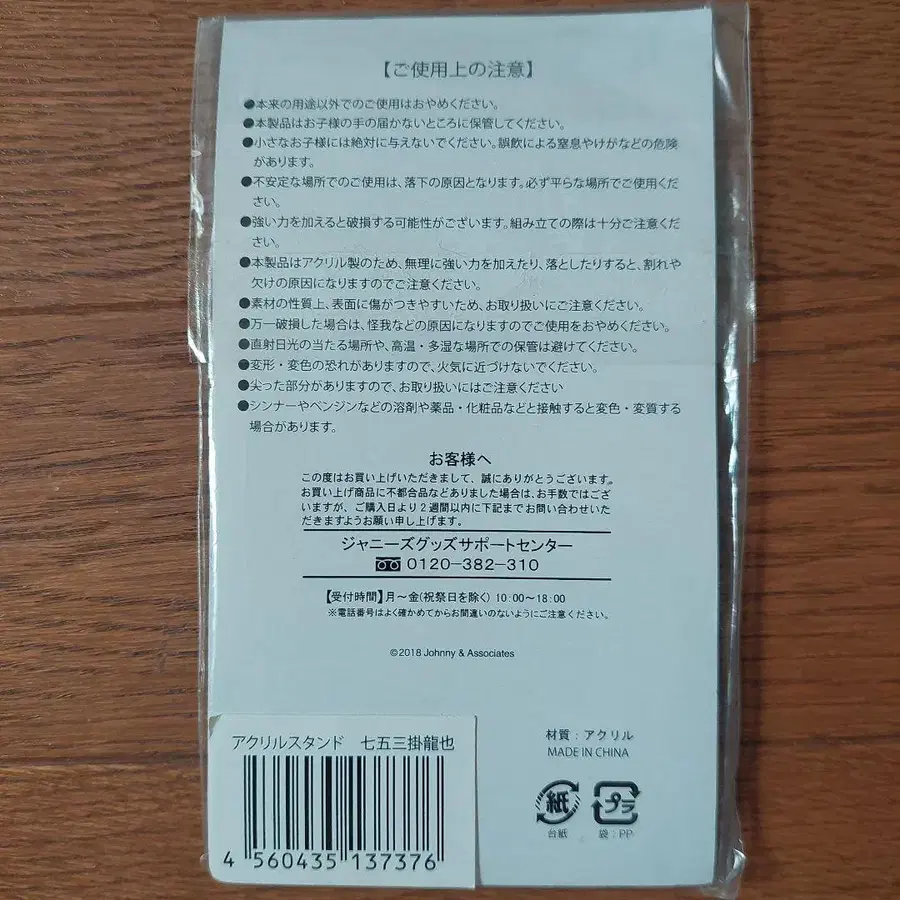 【ご使用上の注意】
●本来の用途以外でのご使用はおやめください。
●本製品はお子様の手の届かないところに保管してください。
●小さなお子様には絶対に与えないでください。誤飲による窒息やけがなどの危険
があります。
●不安定な場所でのご使用は、落下の原因となります。必ず平らな場所でご使用くだ
さい。
●強い力を加えると破損する可能性がございます。組み立ての際は十分ご注意くだ
さい。
●本製品はアクリル製のため、無理に強い力を加えたり、落としたりすると、割れや
欠けの原因になりますのでご注意ください。
●素材の性質上、表面に傷がつきやすいため、お取り扱いにご注意ください。
●万一破損した場合は、怪我などの原因になりますのでご使用をおやめください。
●直射日光の当たる場所や、高温・多湿な場所での保管は避けてください。
●変形・変色の恐れがありますので、火気に近づけないでください。
●尖った部分がありますので、お取り扱いにはご注意ください
●シンナーやベンジンなどの溶剤や薬品・化粧品などと接触すると変色・変質する
場合があります。
お客様へ
この度はお買い上げいただきまして、誠にありがとうございます。
お買い上げ商品に不都合品などありました場合は、お手数ではござ
いますが、ご購入日より2週間以内に下記までお問い合わせいた
だきますようお願い申し上げます。
ジャニーズグッズサポートセンター
0120-382-310
【受付時間】月～金(祝祭日を除く) 10:00～18:00
※電話番号はよく確かめてからお間違いのないようにご注意ください。
©2018 Johnny & Associates
アクリルスタンド 七五三掛龍也
4 560435 137376
材質：アクリル
MADE IN CHINA
紙
台紙
プラ
袋：PP